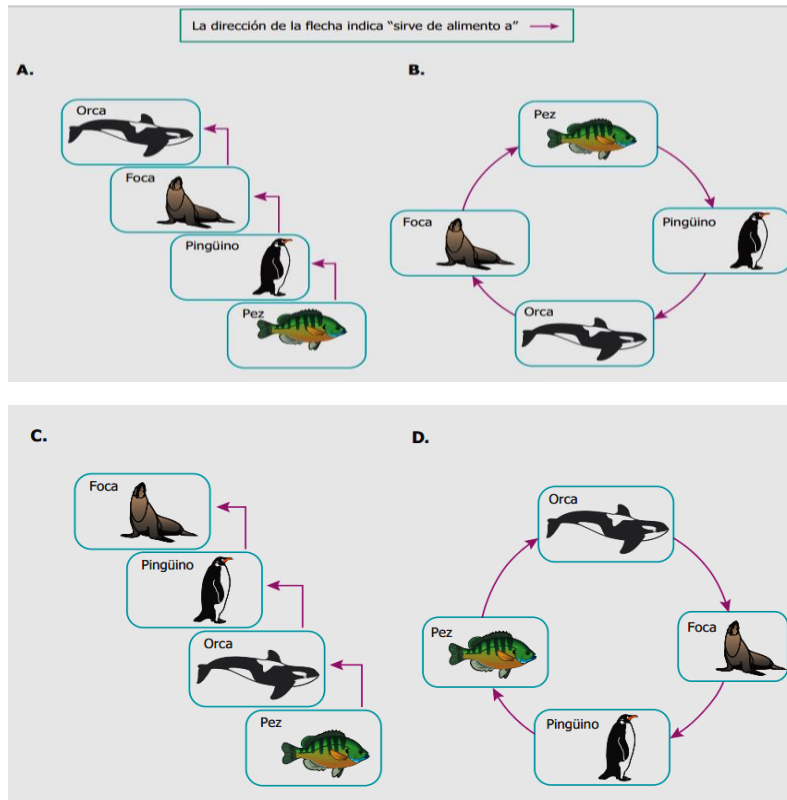 La dirección de la flecha indica “sirve de alimento a”
A.
Orca
Foca
Pingüino
Pez
B.
Pez
Foca
Pingüino
Orca
C.
Foca
Pingüino
Orca
Pez
D.
Orca
Foca
Pez
Pingüino